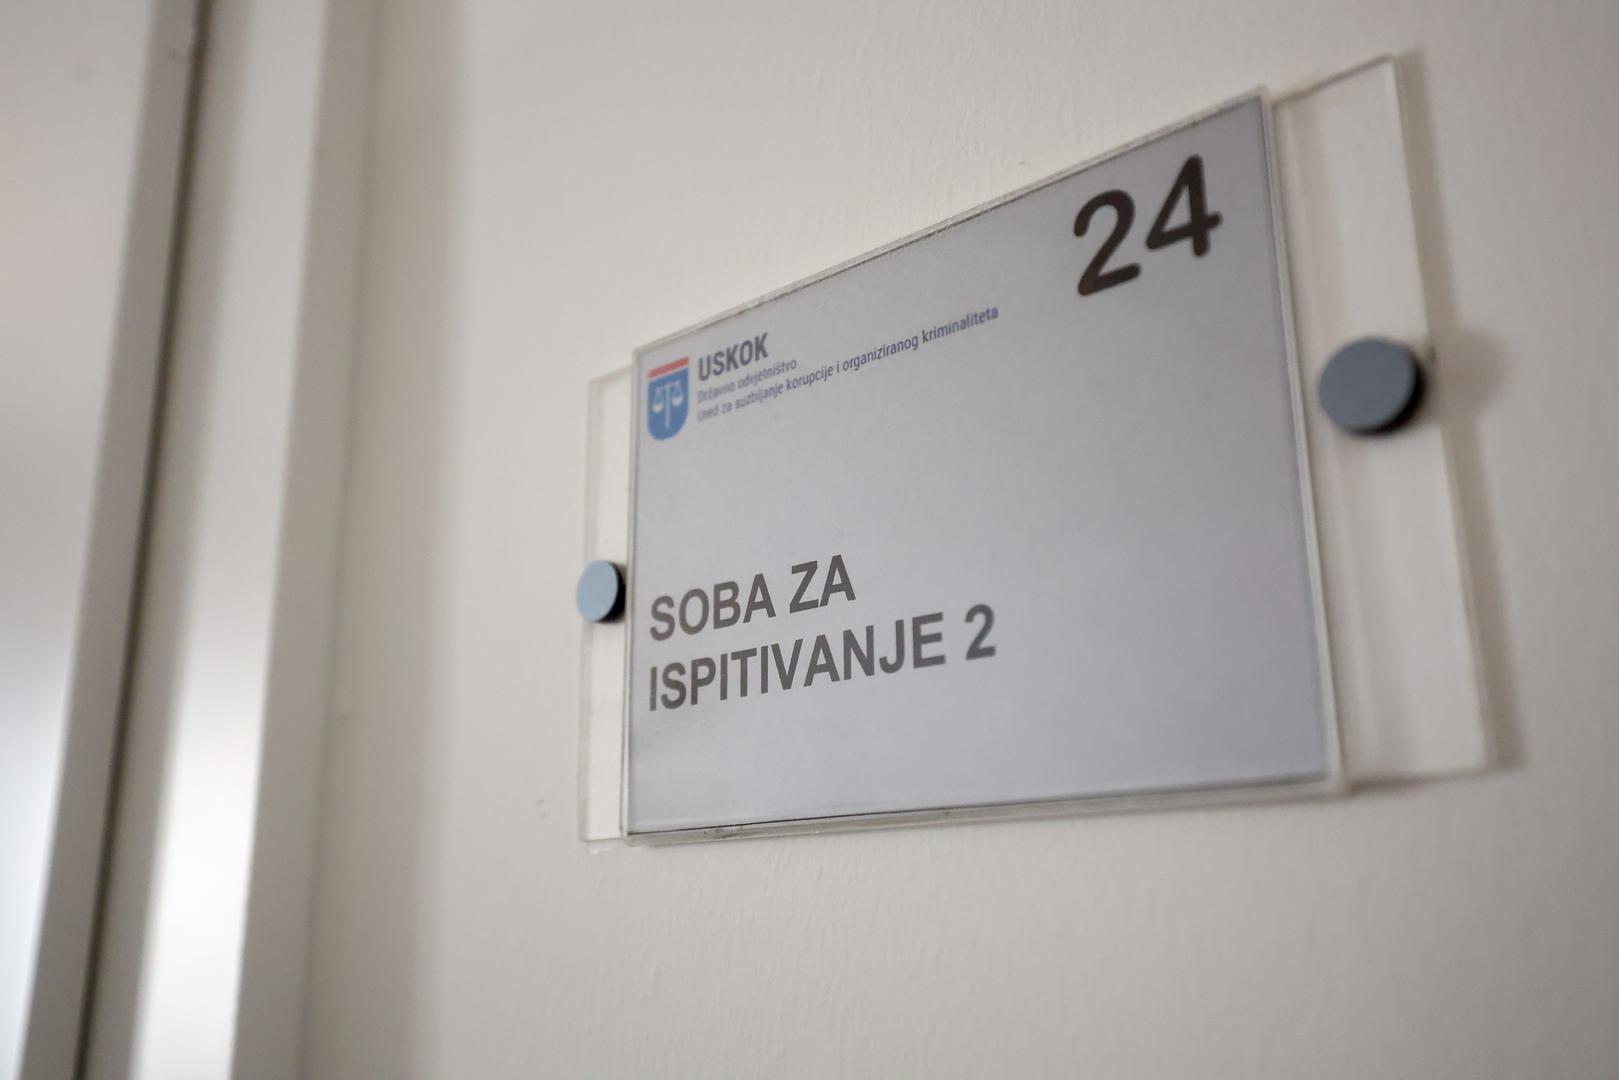 24
USKOK
Državno odvjetništvo
Ured za suzbijanje korupcije i organiziranog kriminaliteta
SOBA ZA
ISPITIVANJE 2